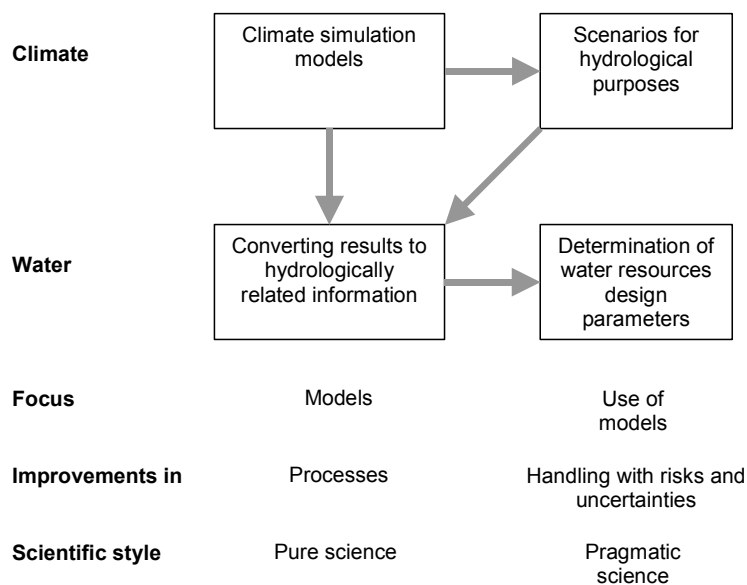 Climate
Climate simulation
models
Scenarios for
hydrological
purposes
Water
Converting results to
hydrologically
related information
Determination of
water resources
design
parameters
Focus
Models
Use of
models
Improvements in
Processes
Handling with risks and
uncertainties
Scientific style
Pure science
Pragmatic
science